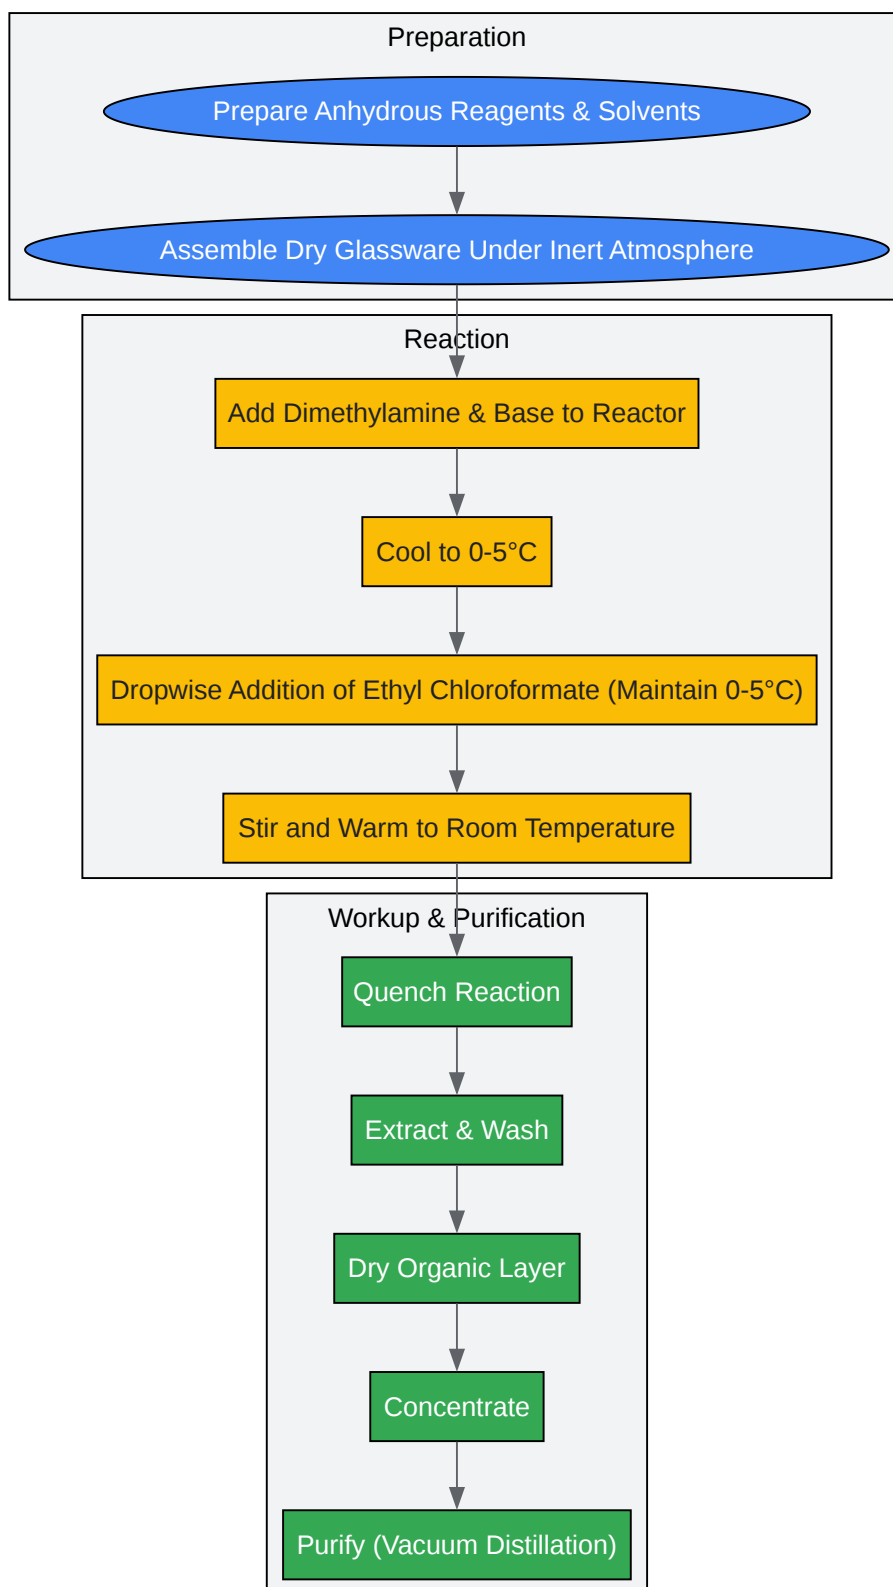 Preparation
Prepare Anhydrous Reagents & Solvents
Assemble Dry Glassware Under Inert Atmosphere
Reaction
Add Dimethylamine & Base to Reactor
Cool to 0-5°C
Dropwise Addition of Ethyl Chloroformate (Maintain 0-5°C)
Stir and Warm to Room Temperature
Workup & Purification
Quench Reaction
Extract & Wash
Dry Organic Layer
Concentrate
Purify (Vacuum Distillation)